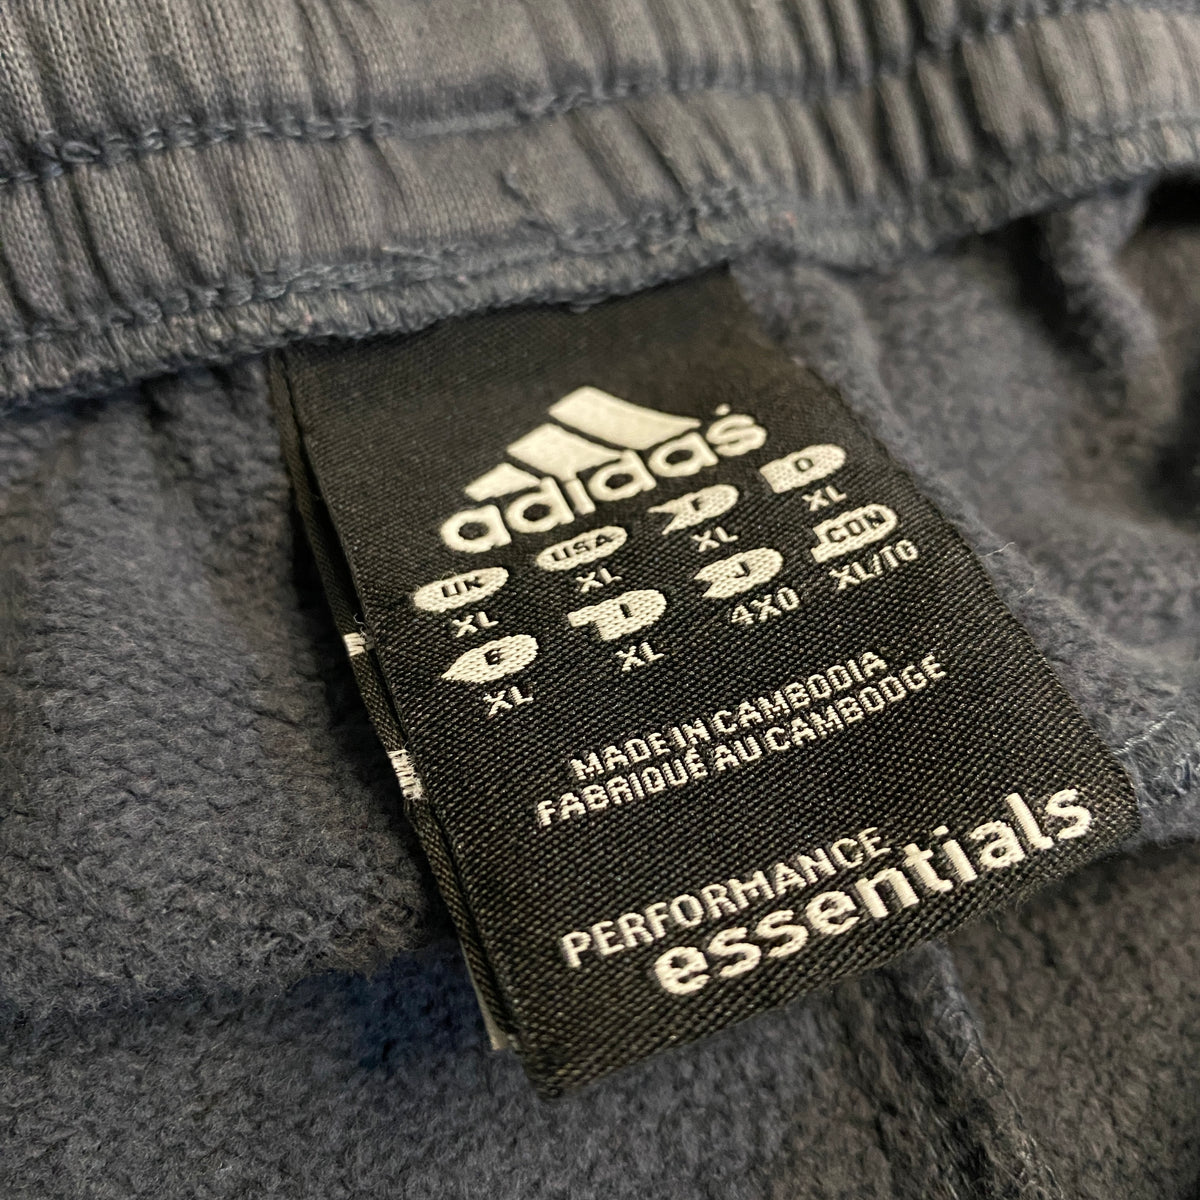 adidas
UK USA F D
XL XL XL XL
E I J CON
XL XL 4XO XL/TG
MADE IN CAMBODIA
FABRIQUÉ AU CAMBODGE
PERFORMANCE
essentials